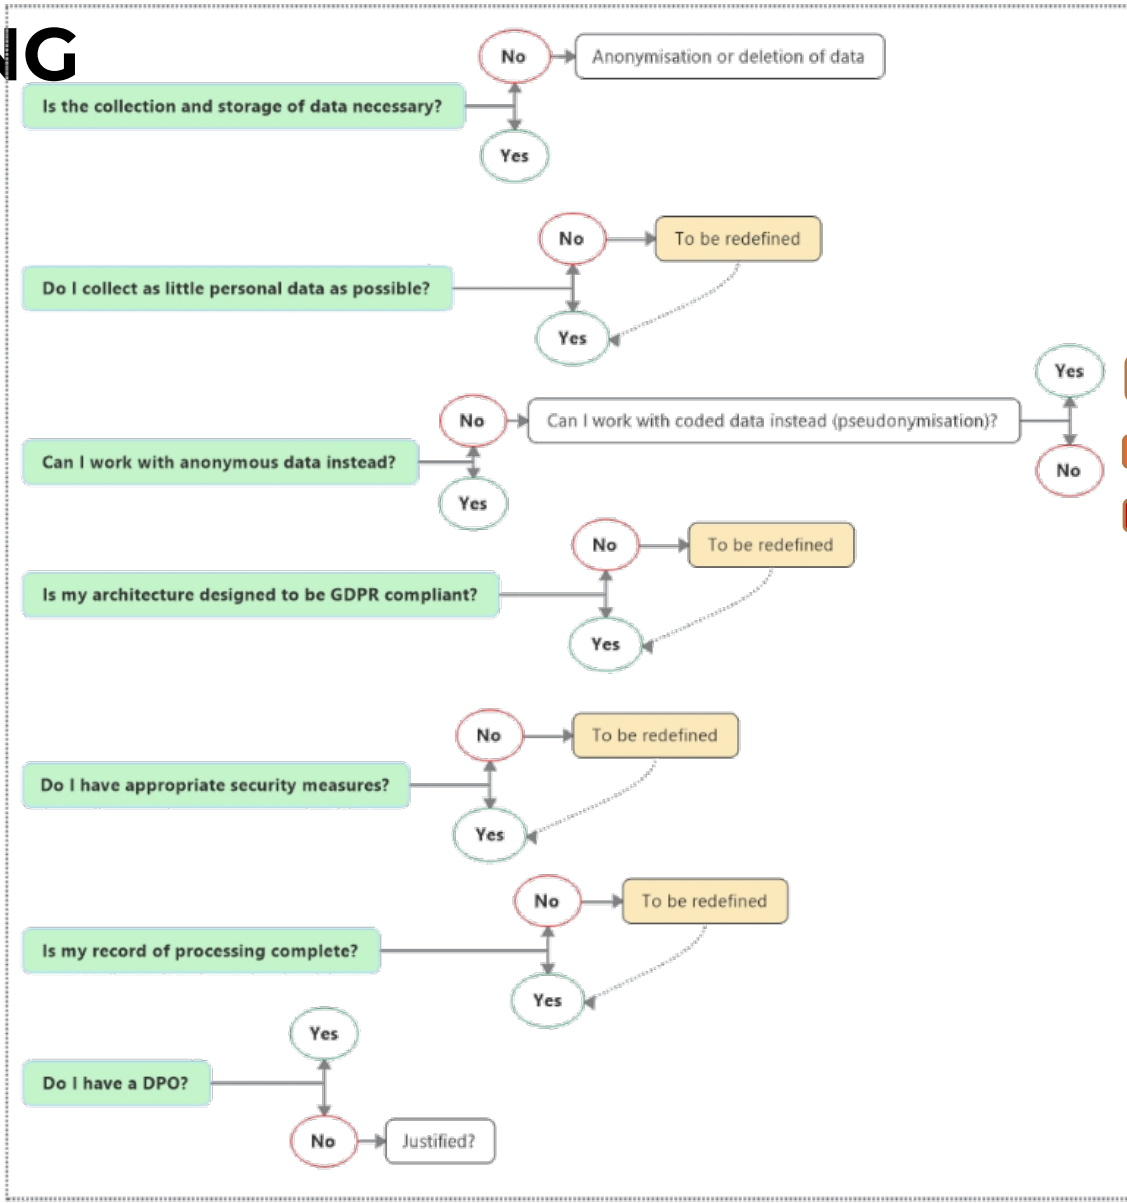 NG
No
Anonymisation or deletion of data
Is the collection and storage of data necessary?
Yes
No
To be redefined
Do I collect as little personal data as possible?
Yes
Yes
No
Can I work with coded data instead (pseudonymisation)?
Can I work with anonymous data instead?
No
Yes
No
To be redefined
Is my architecture designed to be GDPR compliant?
Yes
No
To be redefined
Do I have appropriate security measures?
Yes
No
To be redefined
Is my record of processing complete?
Yes
Yes
Do I have a DPO?
No
Justified?